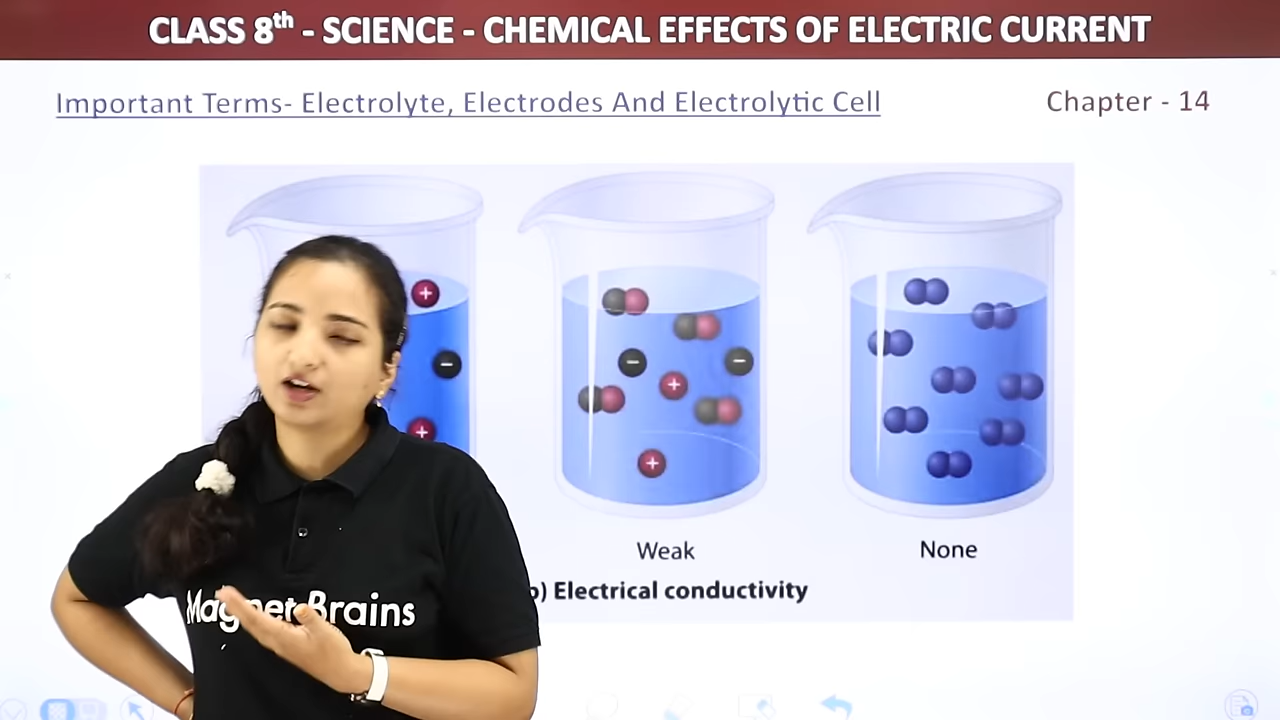 CLASS 8th - SCIENCE - CHEMICAL EFFECTS OF ELECTRIC CURRENT
Important Terms- Electrolyte, Electrodes And Electrolytic Cell
Chapter - 14
+
−
+
−
−
+
+
Weak
None
) Electrical conductivity
Magnet Brains